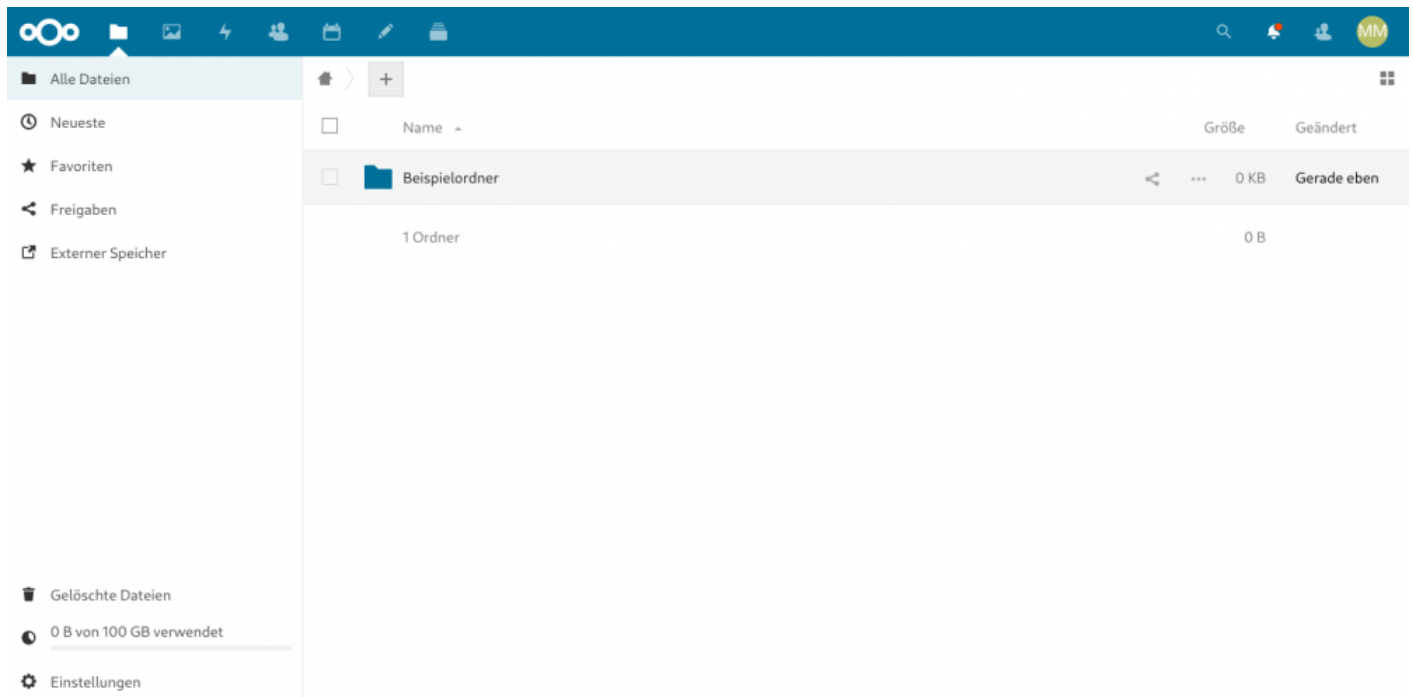 MM
Alle Dateien
Neueste
Favoriten
Freigaben
Externer Speicher
Name Größe Geändert
Beispielordner 0 KB Gerade eben
1 Ordner 0 B
Gelöschte Dateien
0 B von 100 GB verwendet
Einstellungen